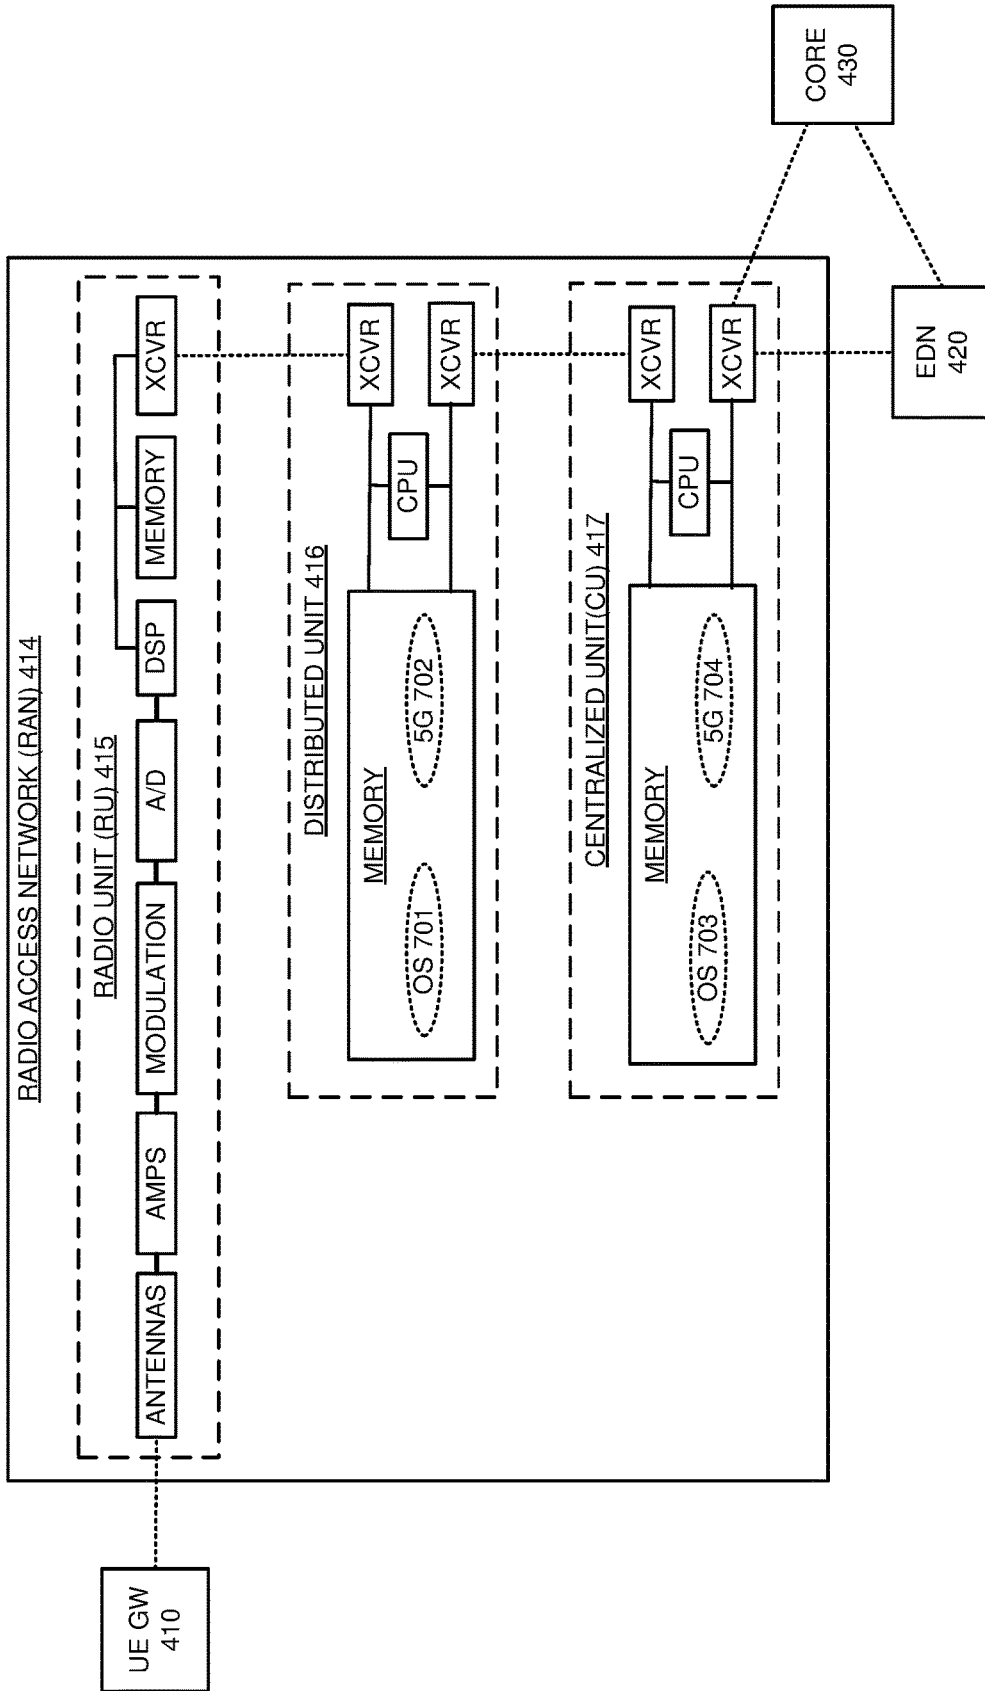 RADIO ACCESS NETWORK (RAN) 414
RADIO UNIT (RU) 415
UE GW
410
ANTENNAS
AMPS
MODULATION
A/D
DSP
MEMORY
XCVR
DISTRIBUTED UNIT 416
MEMORY
OS 701
5G 702
CPU
XCVR
XCVR
CENTRALIZED UNIT(CU) 417
MEMORY
OS 703
5G 704
CPU
XCVR
XCVR
CORE
430
EDN
420